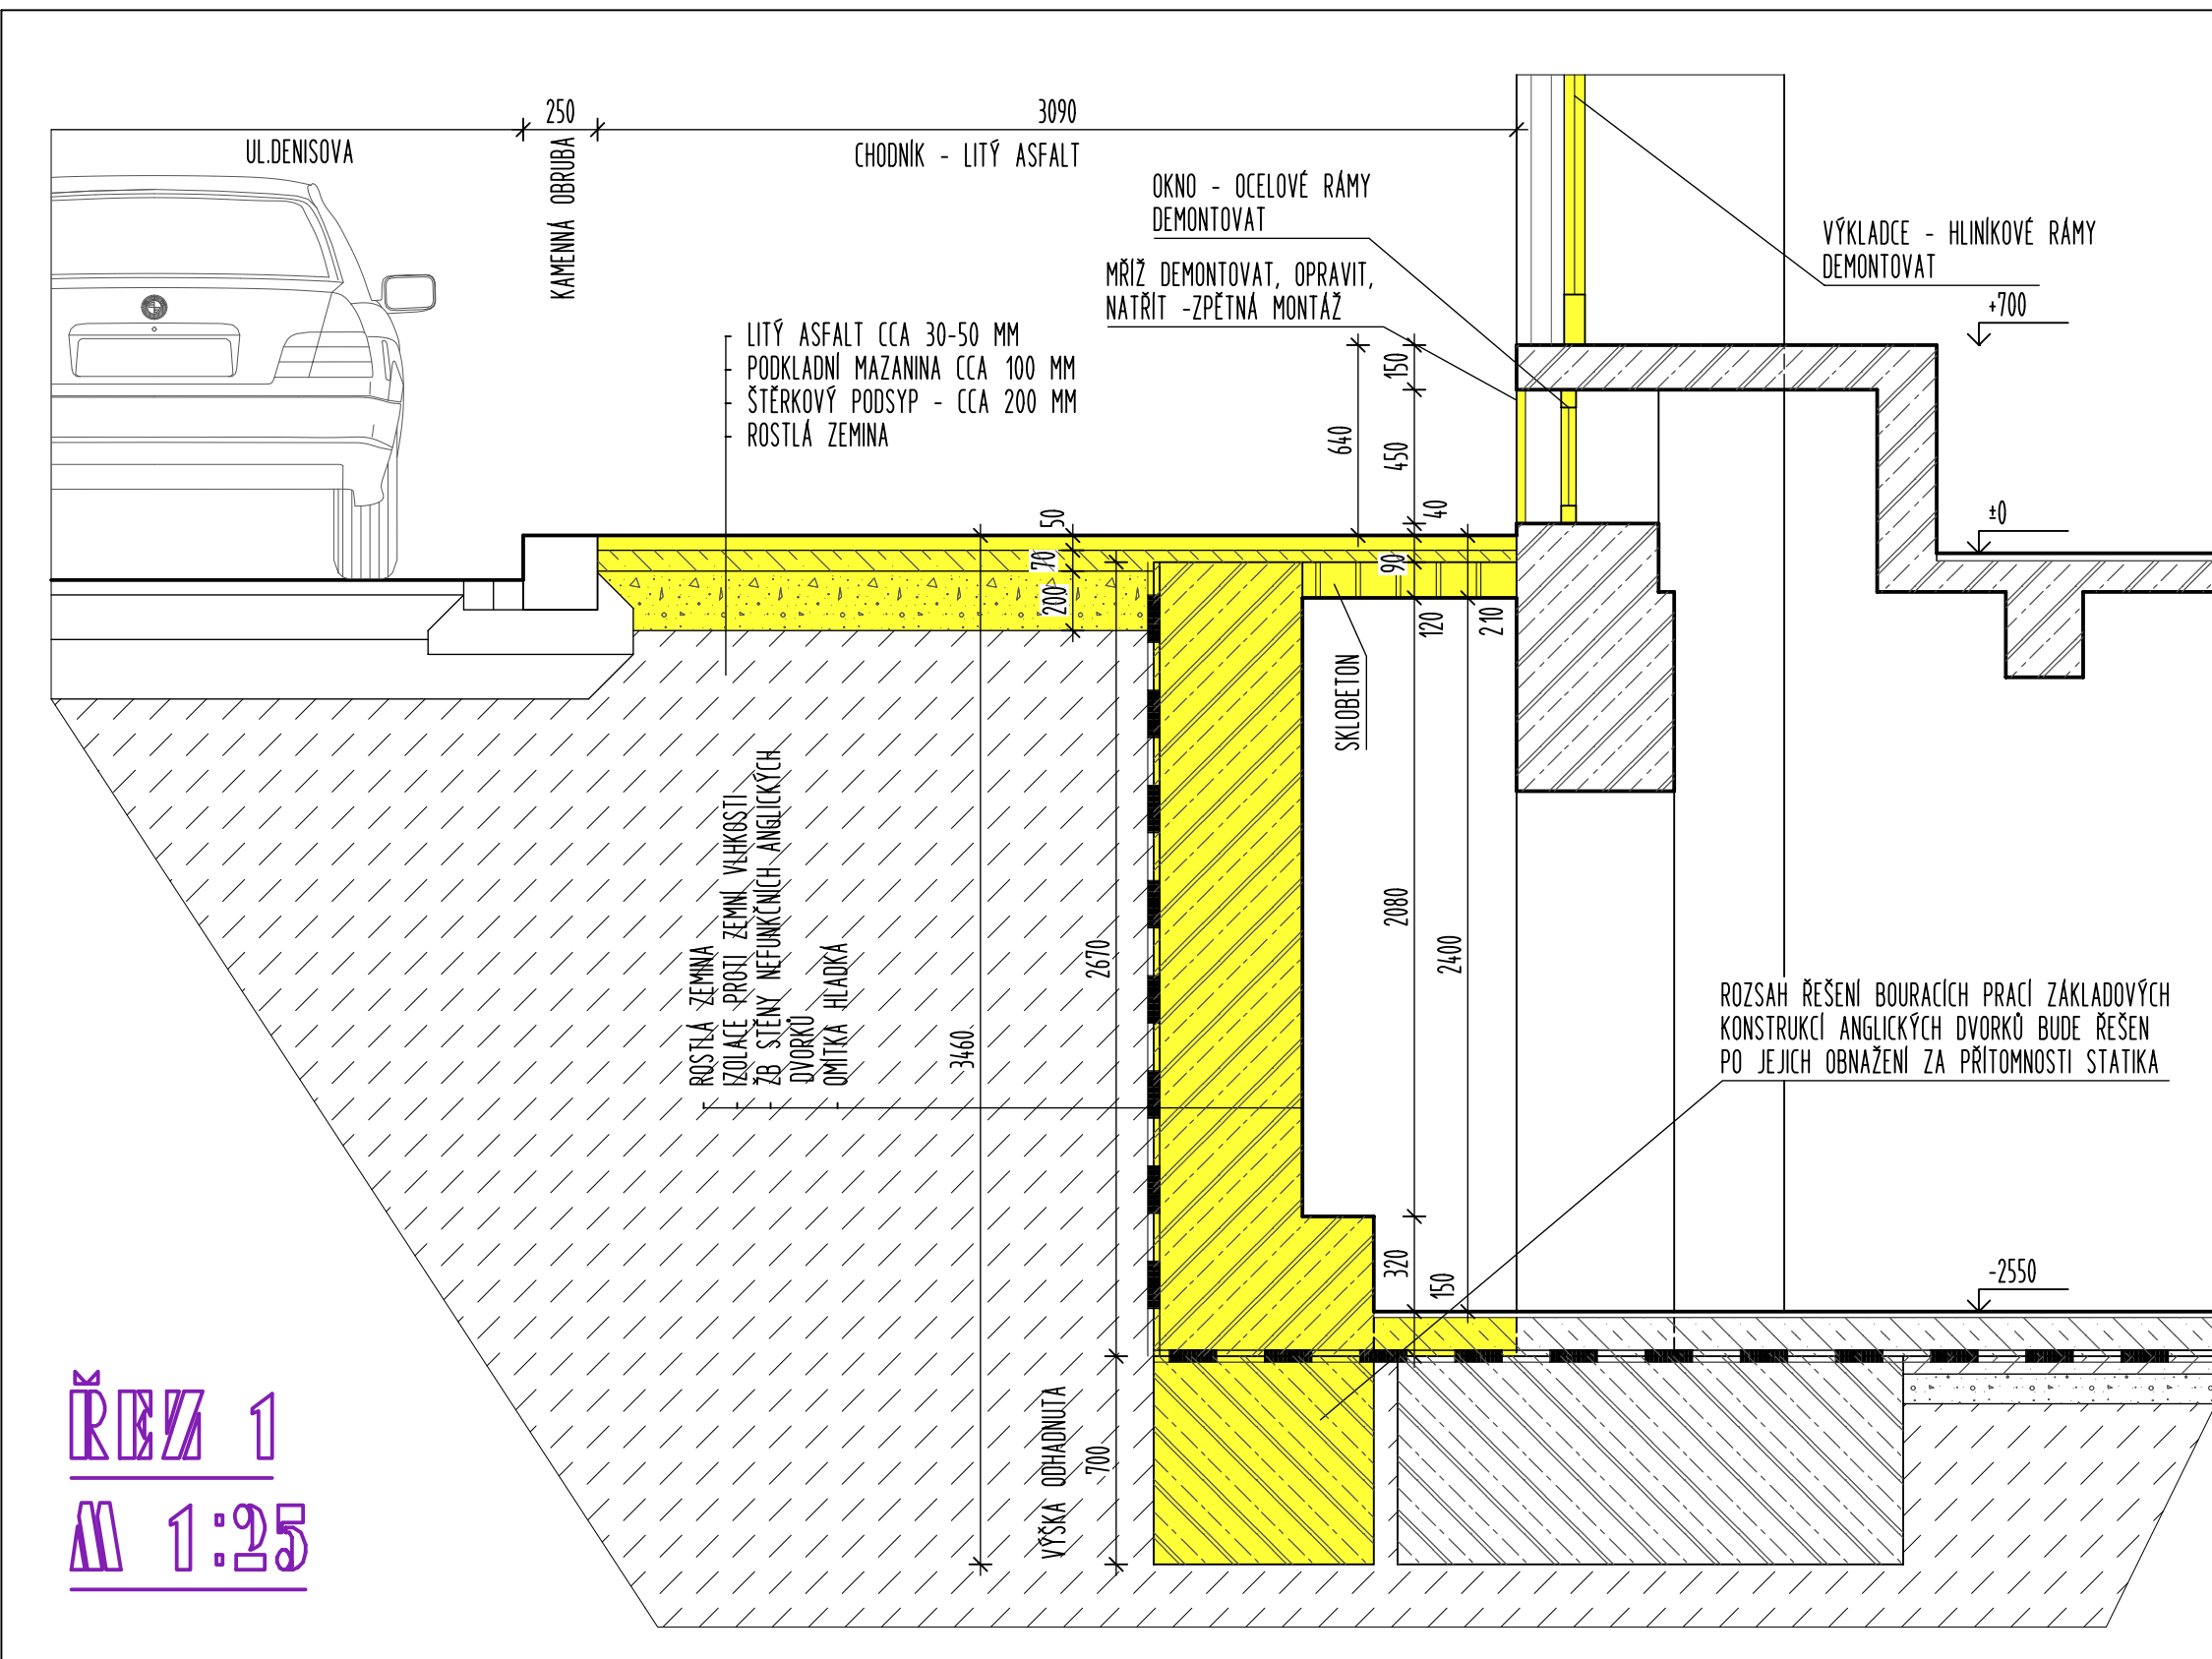 250
3090
UL.DENISOVA
KAMENNÁ OBRUBA
CHODNÍK - LITÝ ASFALT
OKNO - OCELOVÉ RÁMY
DEMONTOVAT
MŘÍŽ DEMONTOVAT, OPRAVIT,
NATŘÍT -ZPĚTNÁ MONTÁŽ
VÝKLADCE - HLINÍKOVÉ RÁMY
DEMONTOVAT
+700
LITÝ ASFALT CCA 30-50 MM
PODKLADNÍ MAZANINA CCA 100 MM
ŠTĚRKOVÝ PODSYP - CCA 200 MM
ROSTLÁ ZEMINA
150
640
450
40
±0
50
70
200
90
120
210
SKLOBETON
ROSTLÁ ZEMINA
IZOLACE PROTI ZEMNÍ VLHKOSTI
ŽB STĚNY NEFUNKČNÍCH ANGLICKÝCH
DVORKŮ
OMÍTKA HLADKÁ
3460
2670
2080
2400
ROZSAH ŘEŠENÍ BOURACÍCH PRACÍ ZÁKLADOVÝCH
KONSTRUKCÍ ANGLICKÝCH DVORKŮ BUDE ŘEŠEN
PO JEJICH OBNAŽENÍ ZA PŘÍTOMNOSTI STATIKA
320
150
-2550
VÝŠKA ODHADNUTA
700
ŘEZ 1
M 1:25